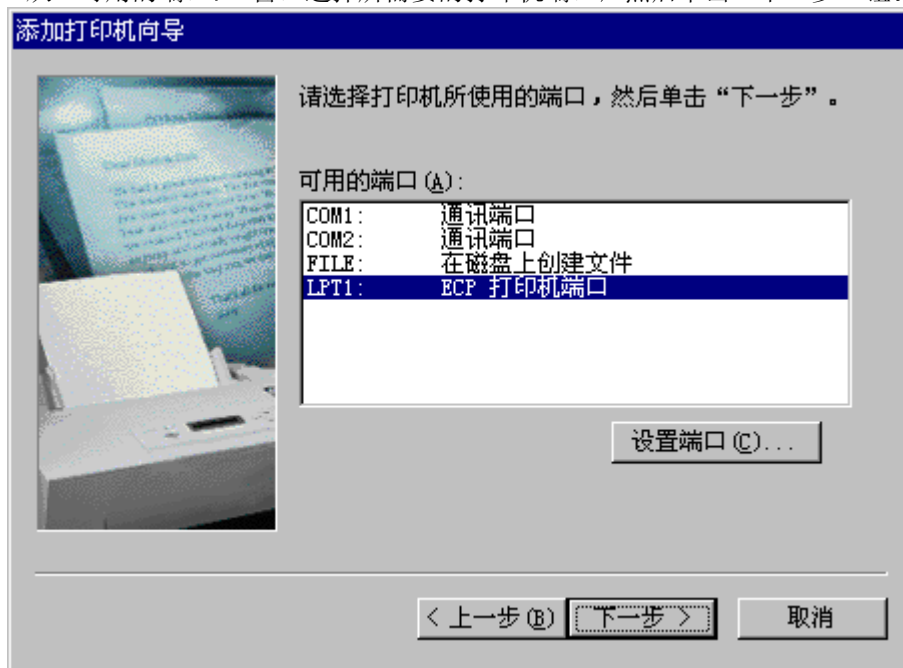 添加打印机向导
请选择打印机所使用的端口，然后单击“下一步”。
可用的端口(A):
COM1: 通讯端口
COM2: 通讯端口
FILE: 在磁盘上创建文件
LPT1: ECP 打印机端口
设置端口(C)...
< 上一步(B) 下一步 > 取消